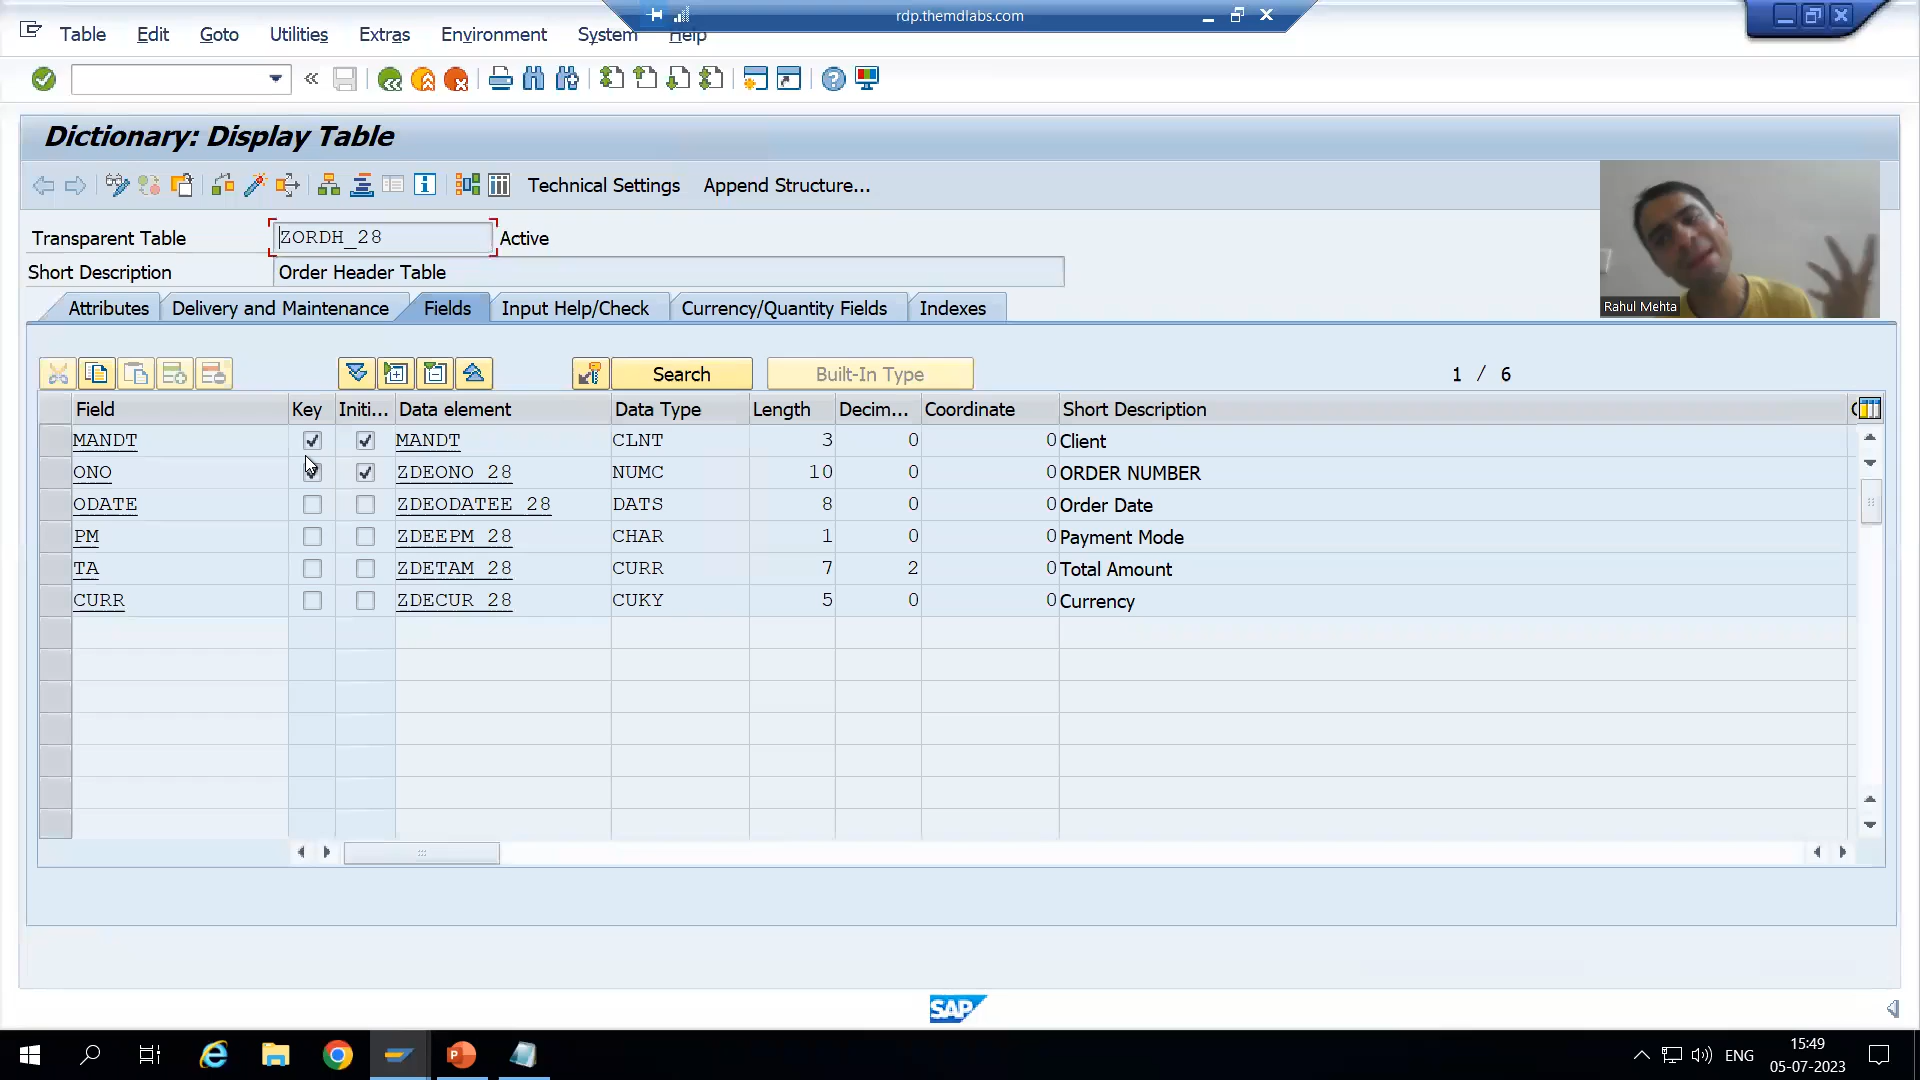 rdp.themdlabs.com
Table Edit Goto Utilities Extras Environment System Help
Dictionary: Display Table
Technical Settings Append Structure...
Transparent Table ZORDH_28 Active
Short Description Order Header Table
Attributes Delivery and Maintenance Fields Input Help/Check Currency/Quantity Fields Indexes
Rahul Mehta
Search Built-In Type 1 / 6
Field Key Initi... Data element Data Type Length Decim... Coordinate Short Description
MANDT MANDT CLNT 3 0 0 Client
ONO ZDEONO_28 NUMC 10 0 0 ORDER NUMBER
ODATE ZDEODATEE_28 DATS 8 0 0 Order Date
PM ZDEEPM_28 CHAR 1 0 0 Payment Mode
TA ZDETAM_28 CURR 7 2 0 Total Amount
CURR ZDECUR_28 CUKY 5 0 0 Currency
SAP
ENG 15:49
05-07-2023